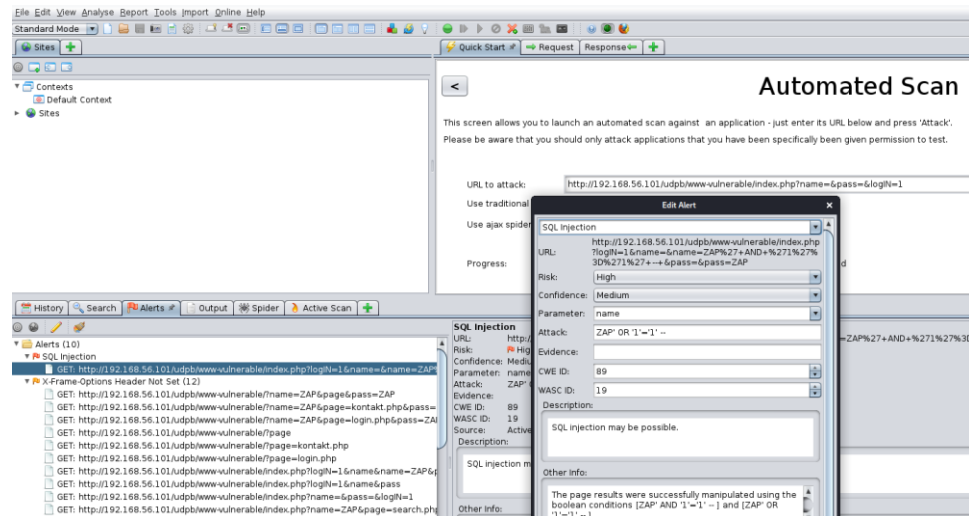 File Edit View Analyse Report Tools Import Online Help
Standard Mode
Sites
Quick Start Request Response
Contexts
Default Context
Sites
<
Automated Scan
This screen allows you to launch an automated scan against an application - just enter its URL below and press 'Attack'.
Please be aware that you should only attack applications that you have been specifically been given permission to test.
URL to attack: http://192.168.56.101/udpb/www-vulnerable/index.php?name=&pass=&logIN=1
Use traditional
Use ajax spider
Progress:
Edit Alert
SQL Injection
URL: http://192.168.56.101/udpb/www-vulnerable/index.php
?logIN=1&name=&name=ZAP%27+AND+%271%27%
3D%271%27+--+&pass=&pass=ZAP
Risk: High
Confidence: Medium
Parameter: name
Attack: ZAP' OR '1'='1' --
Evidence:
CWE ID: 89
WASC ID: 19
Description:
SQL injection may be possible.
Other Info:
The page results were successfully manipulated using the
boolean conditions [ZAP' AND '1'='1' -- ] and [ZAP' OR
'1'='1' -- ]
History Search Alerts Output Spider Active Scan
Alerts (10)
SQL Injection
GET: http://192.168.56.101/udpb/www-vulnerable/index.php?logIN=1&name=&name=ZAP%
X-Frame-Options Header Not Set (12)
GET: http://192.168.56.101/udpb/www-vulnerable/?name=ZAP&page&pass=ZAP
GET: http://192.168.56.101/udpb/www-vulnerable/?name=ZAP&page=kontakt.php&pass=
GET: http://192.168.56.101/udpb/www-vulnerable/?name=ZAP&page=login.php&pass=ZAP
GET: http://192.168.56.101/udpb/www-vulnerable/?page
GET: http://192.168.56.101/udpb/www-vulnerable/?page=kontakt.php
GET: http://192.168.56.101/udpb/www-vulnerable/?page=login.php
GET: http://192.168.56.101/udpb/www-vulnerable/index.php?logIN=1&name&name=ZAP&p
GET: http://192.168.56.101/udpb/www-vulnerable/index.php?logIN=1&name&pass
GET: http://192.168.56.101/udpb/www-vulnerable/index.php?name=&pass=&logIN=1
GET: http://192.168.56.101/udpb/www-vulnerable/index.php?name=ZAP&page=search.php
SQL Injection
URL: http:/
=ZAP%27+AND+%271%27%3D
Risk: Hig
Confidence: Mediu
Parameter: name
Attack: ZAP'
Evidence:
CWE ID: 89
WASC ID: 19
Source: Active
Description:
SQL injection m
Other Info: